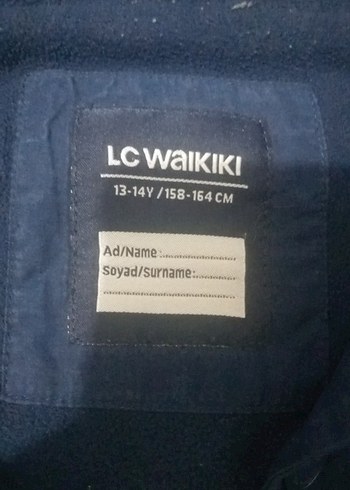 LC WAIKIKI
13-14Y / 158-164 CM
Ad/Name:
Soyad/Surname: